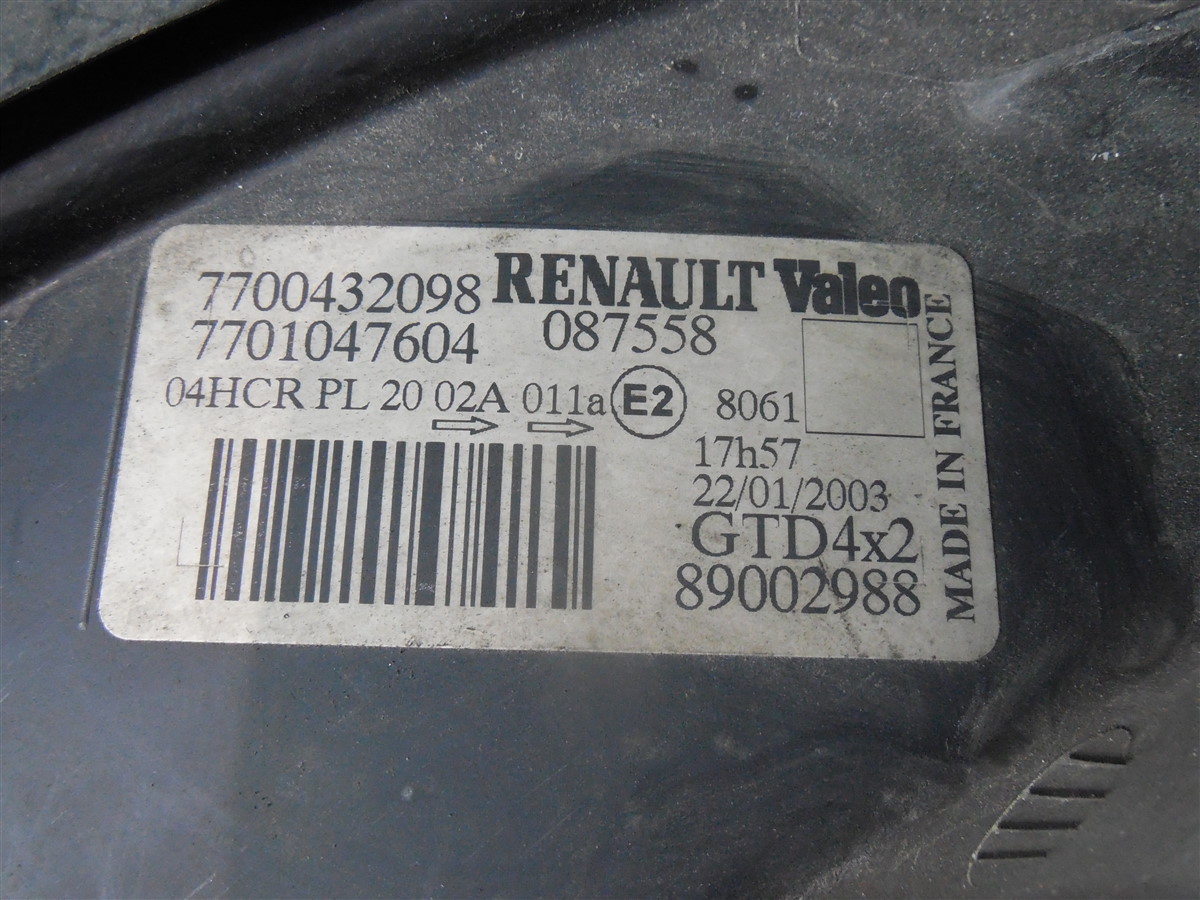 7700432098 RENAULT Valeo
7701047604 087558
04HCR PL 20 02A 011a E2 8061
17h57
22/01/2003
GTD4x2
89002988
MADE IN FRANCE